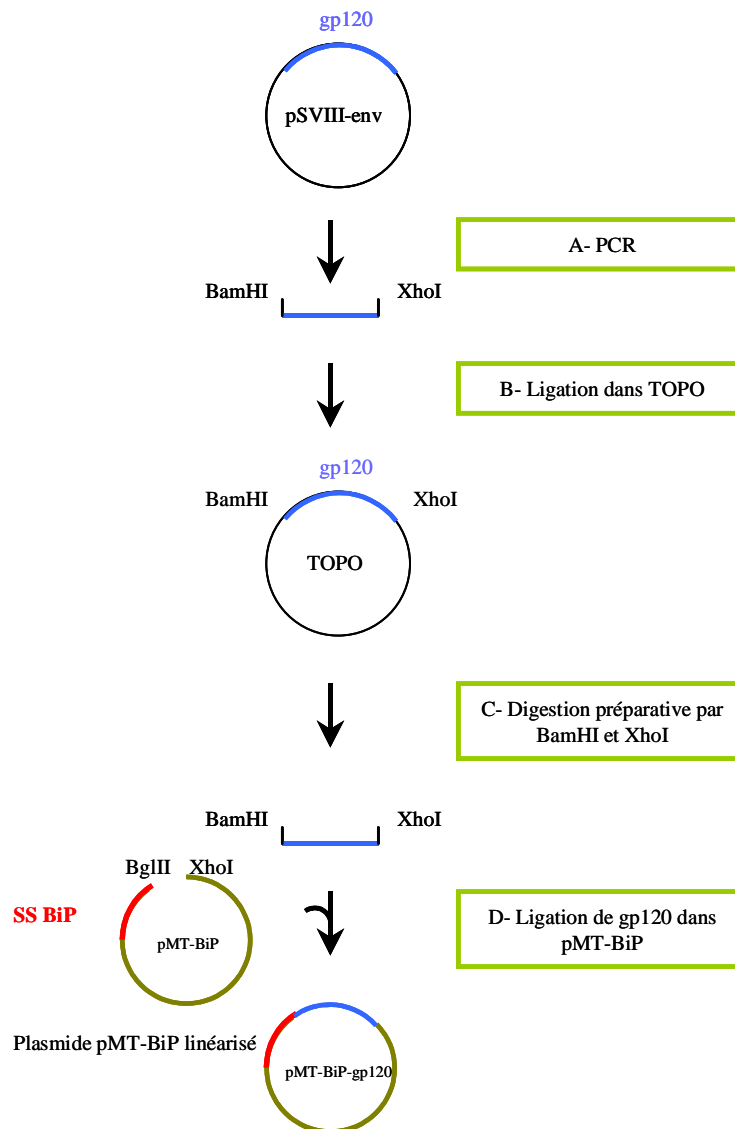 gp120
pSVIII-env
A- PCR
BamHI
XhoI
B- Ligation dans TOPO
gp120
BamHI
XhoI
TOPO
C- Digestion préparative par
BamHI et XhoI
BamHI
XhoI
BglII
XhoI
SS BiP
pMT-BiP
D- Ligation de gp120 dans
pMT-BiP
Plasmide pMT-BiP linéarisé
pMT-BiP-gp120